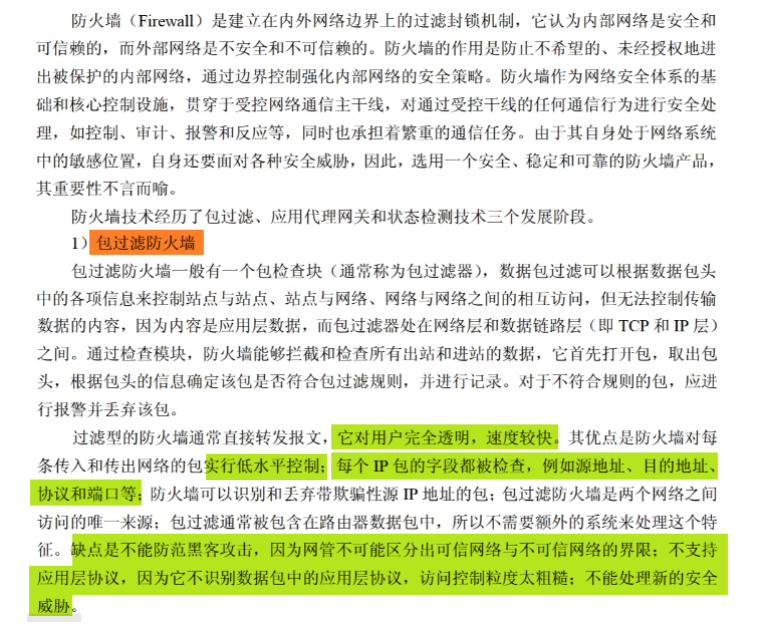 防火墙（Firewall）是建立在内外网络边界上的过滤封锁机制，它认为内部网络是安全和
可信赖的，而外部网络是不安全和不可信赖的。防火墙的作用是防止不希望的、未经授权地进
出被保护的内部网络，通过边界控制强化内部网络的安全策略。防火墙作为网络安全体系的基
础和核心控制设施，贯穿于受控网络通信主干线，对通过受控干线的任何通信行为进行安全处
理，如控制、审计、报警和反应等，同时也承担着繁重的通信任务。由于其自身处于网络系统
中的敏感位置，自身还要面对各种安全威胁，因此，选用一个安全、稳定和可靠的防火墙产品，
其重要性不言而喻。
防火墙技术经历了包过滤、应用代理网关和状态检测技术三个发展阶段。
1）包过滤防火墙
包过滤防火墙一般有一个包检查块（通常称为包过滤器），数据包过滤可以根据数据包头
中的各项信息来控制站点与站点、站点与网络、网络与网络之间的相互访问，但无法控制传输
数据的内容，因为内容是应用层数据，而包过滤器处在网络层和数据链路层（即 TCP 和 IP 层）
之间。通过检查模块，防火墙能够拦截和检查所有出站和进站的数据，它首先打开包，取出包
头，根据包头的信息确定该包是否符合包过滤规则，并进行记录。对于不符合规则的包，应进
行报警并丢弃该包。
过滤型的防火墙通常直接转发报文，它对用户完全透明，速度较快。其优点是防火墙对每
条传入和传出网络的包实行低水平控制；每个 IP 包的字段都被检查，例如源地址、目的地址、
协议和端口等；防火墙可以识别和丢弃带欺骗性源 IP 地址的包；包过滤防火墙是两个网络之间
访问的唯一来源；包过滤通常被包含在路由器数据包中，所以不需要额外的系统来处理这个特
征。缺点是不能防范黑客攻击，因为网管不可能区分出可信网络与不可信网络的界限；不支持
应用层协议，因为它不识别数据包中的应用层协议，访问控制粒度太粗糙；不能处理新的安全
威胁。